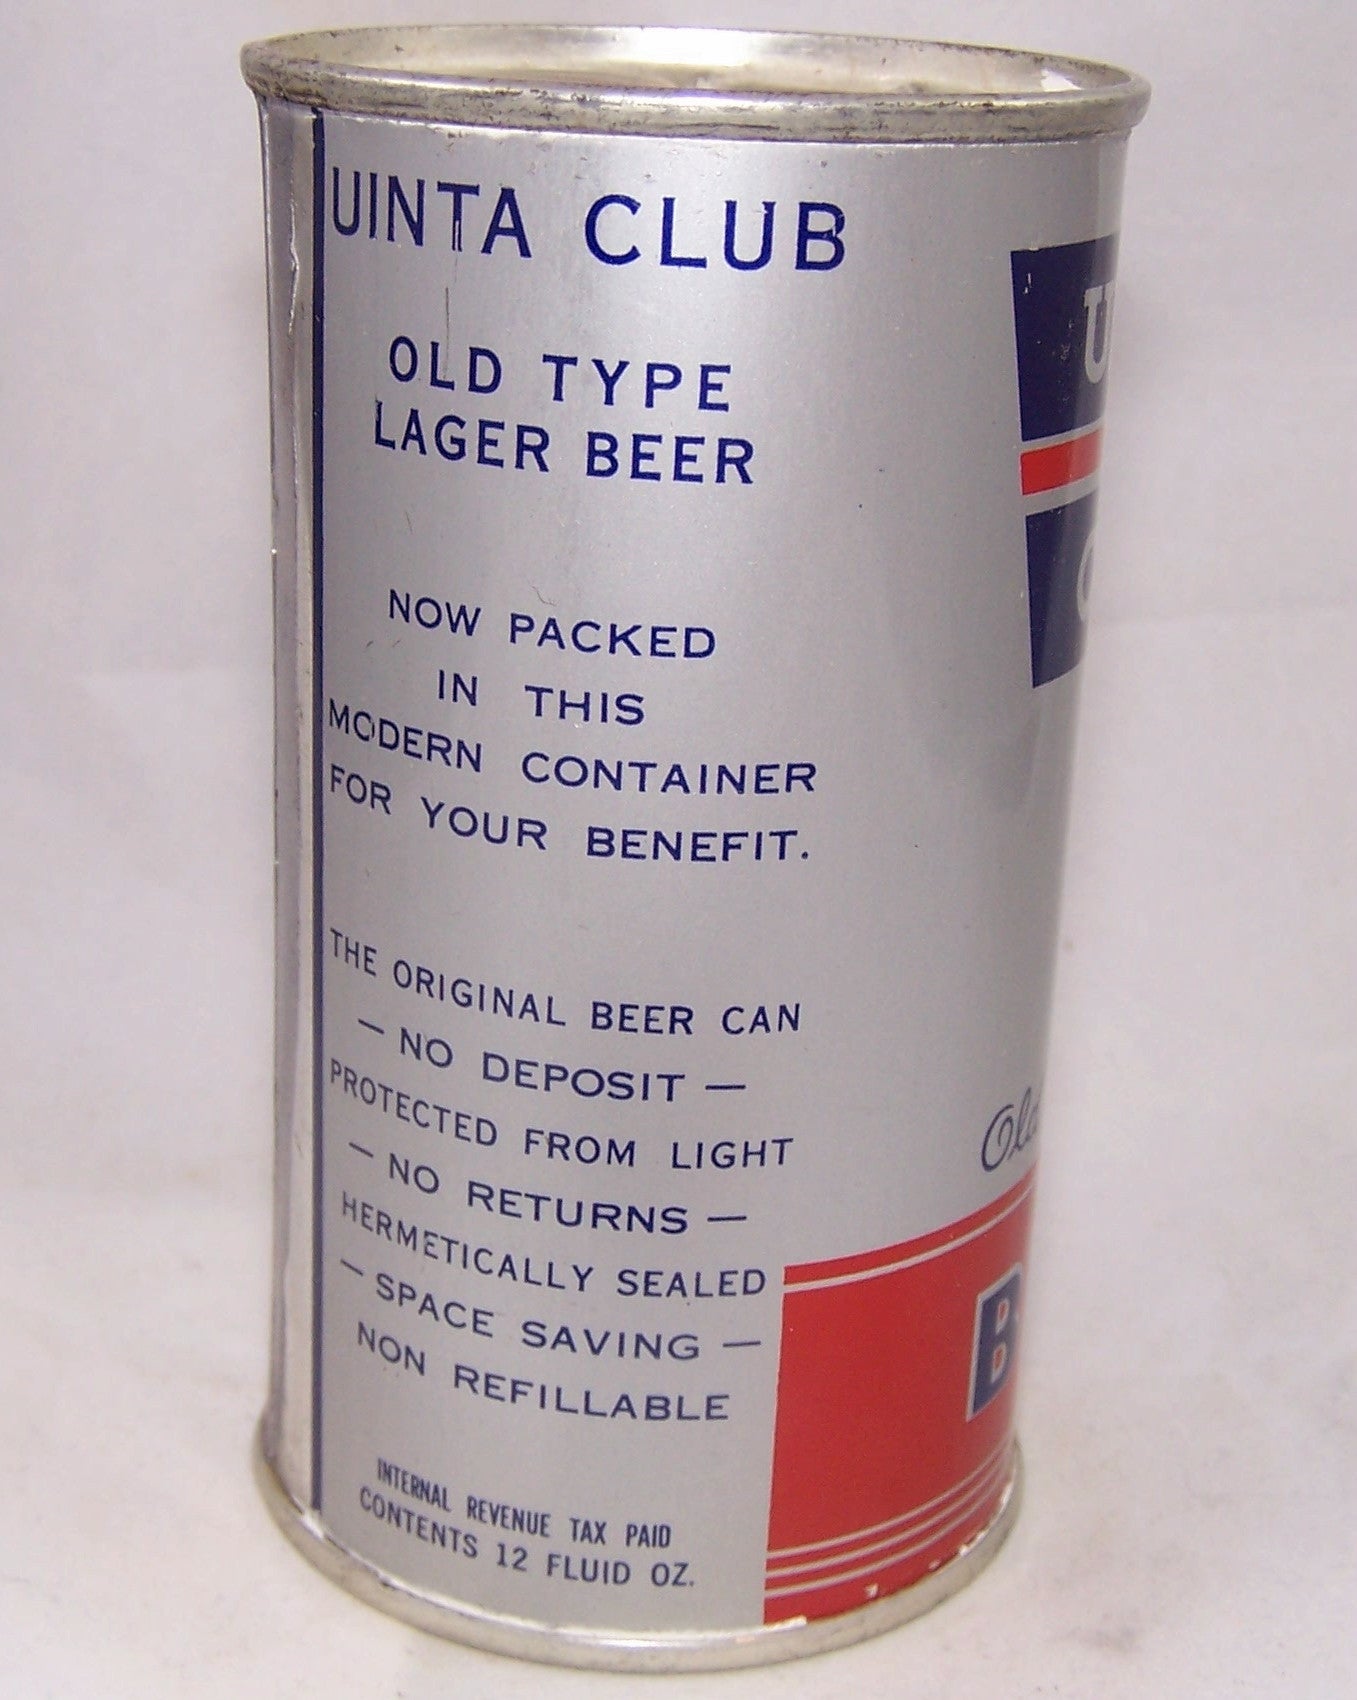 UINTA CLUB
OLD TYPE
LAGER BEER
NOW PACKED
IN THIS
MODERN CONTAINER
FOR YOUR BENEFIT.
THE ORIGINAL BEER CAN
— NO DEPOSIT —
PROTECTED FROM LIGHT
— NO RETURNS —
HERMETICALLY SEALED
— SPACE SAVING —
NON REFILLABLE
INTERNAL REVENUE TAX PAID
CONTENTS 12 FLUID OZ.